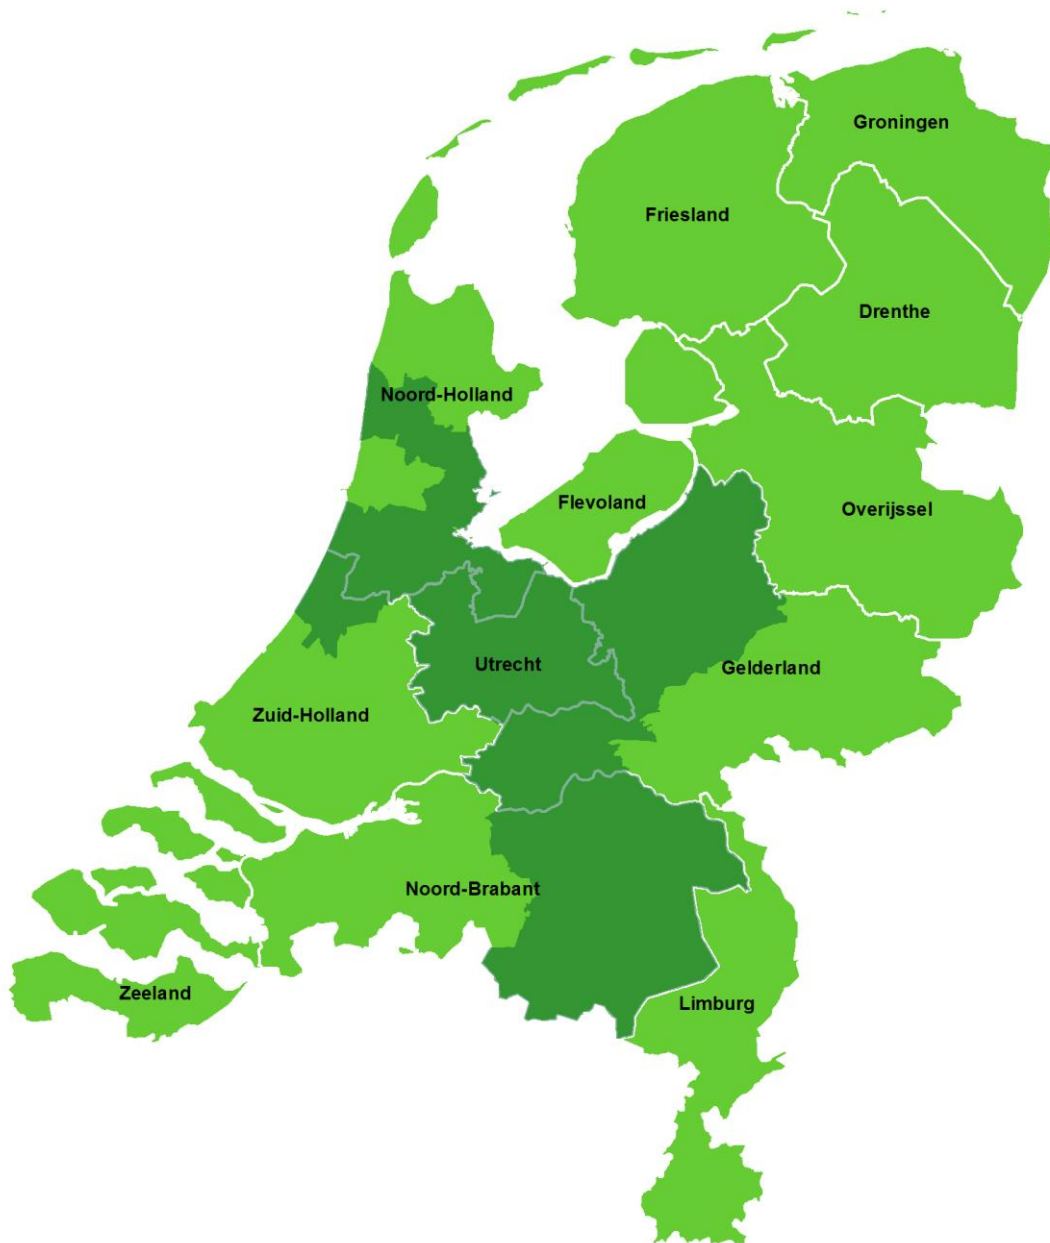 Groningen
Friesland
Drenthe
Noord-Holland
Flevoland
Overijssel
Utrecht
Gelderland
Zuid-Holland
Noord-Brabant
Zeeland
Limburg